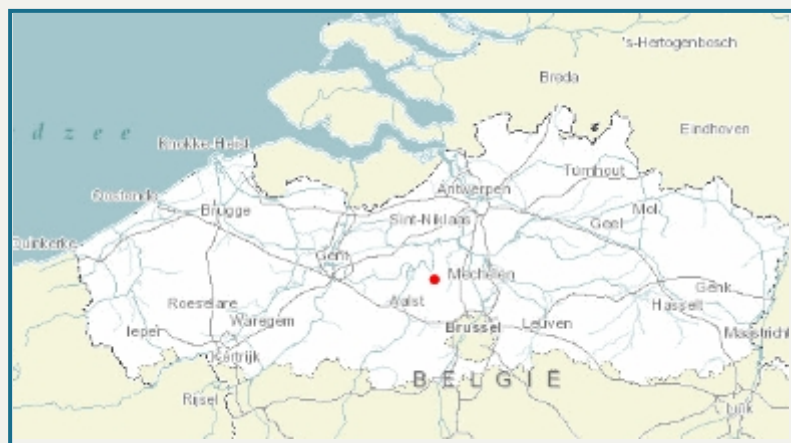 's-Hertogenbosch
Breda
Eindhoven
d z e e
Knokke-Heist
Turnhout
Antwerpen
Oostende
Mol
Brugge
Sint-Niklaas
Geel
Duinkerke
Gent
Mechelen
Genk
Roeselare
Aalst
Hasselt
Waregem
Brussel
Leuven
Ieper
Maastricht
Kortrijk
BELGIË
Rijsel
Luik